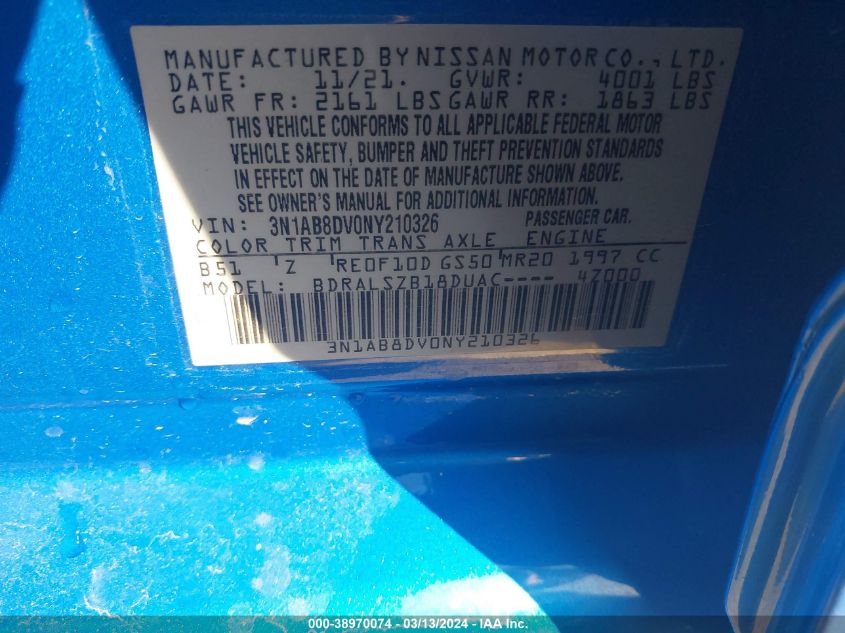 MANUFACTURED BY NISSAN MOTOR CO., LTD.
DATE: 11/21. GVWR: 4001 LBS
GAWR FR: 2161 LBS GAWR RR: 1863 LBS
THIS VEHICLE CONFORMS TO ALL APPLICABLE FEDERAL MOTOR
VEHICLE SAFETY, BUMPER AND THEFT PREVENTION STANDARDS
IN EFFECT ON THE DATE OF MANUFACTURE SHOWN ABOVE.
SEE OWNER'S MANUAL FOR ADDITIONAL INFORMATION.
VIN: 3N1AB8DV0NY210326 PASSENGER CAR.
COLOR TRIM TRANS AXLE ENGINE
B51 Z RE0F10D GS50 MR20 1997 CC
MODEL: BDRALSZB18DUAC---- 47000
3N1AB8DV0NY210326
000-38970074 - 03/13/2024 - IAA Inc.